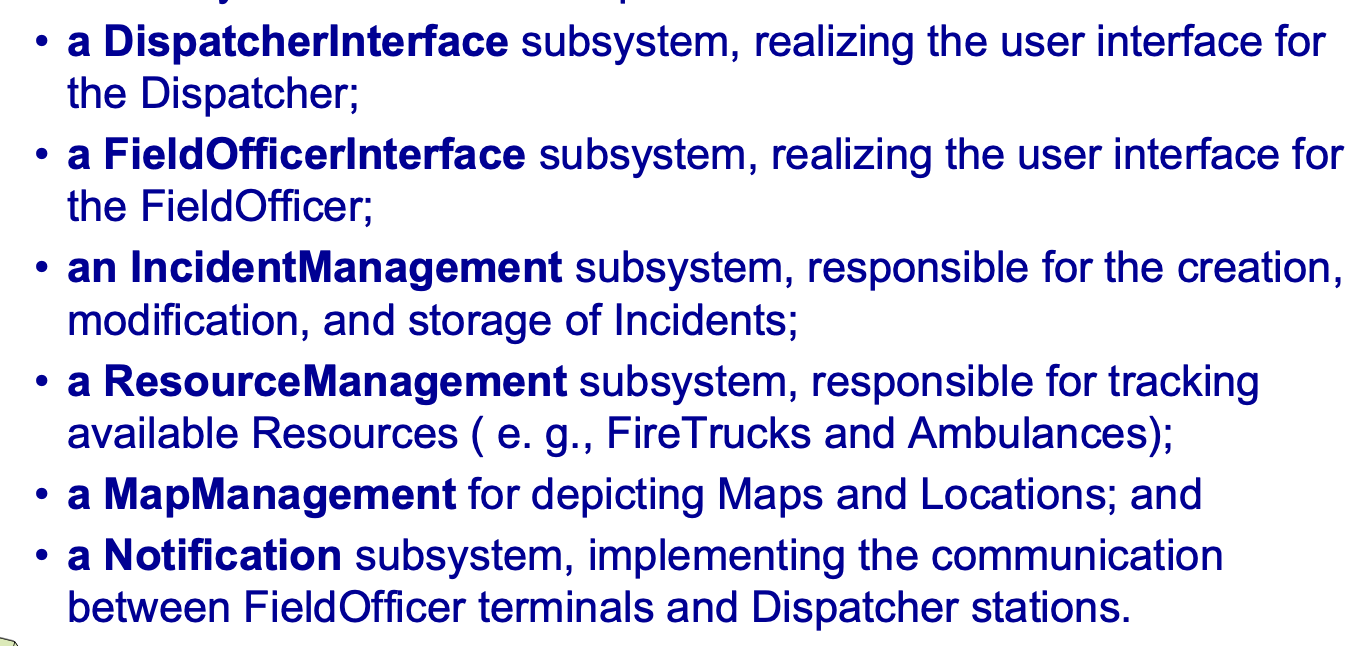 • a DispatcherInterface subsystem, realizing the user interface for
the Dispatcher;
• a FieldOfficerInterface subsystem, realizing the user interface for
the FieldOfficer;
• an IncidentManagement subsystem, responsible for the creation,
modification, and storage of Incidents;
• a ResourceManagement subsystem, responsible for tracking
available Resources ( e. g., FireTrucks and Ambulances);
• a MapManagement for depicting Maps and Locations; and
• a Notification subsystem, implementing the communication
between FieldOfficer terminals and Dispatcher stations.